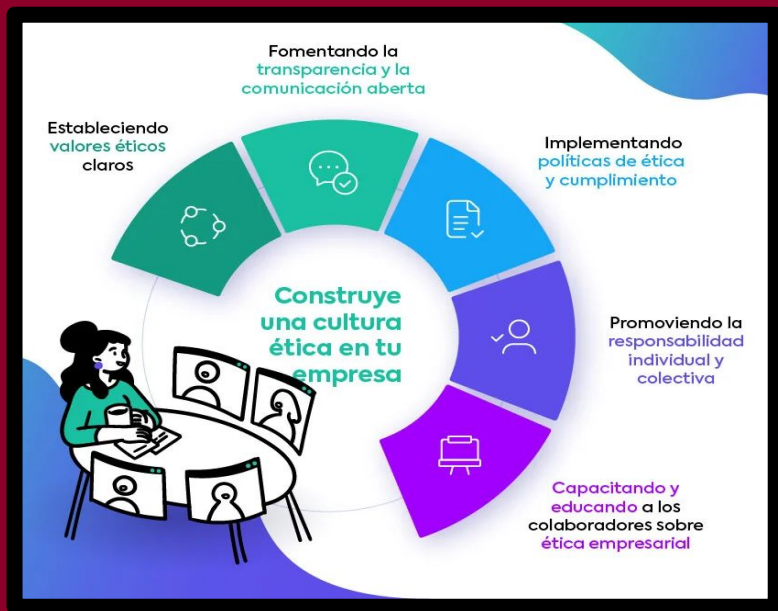 Fomentando la
transparencia y la
comunicación abierta
Estableciendo
valores éticos
claros
Implementando
políticas de ética
y cumplimiento
Construye
una cultura
ética en tu
empresa
Promoviendo la
responsabilidad
individual y
colectiva
Capacitando y
educando a los
colaboradores sobre
ética empresarial